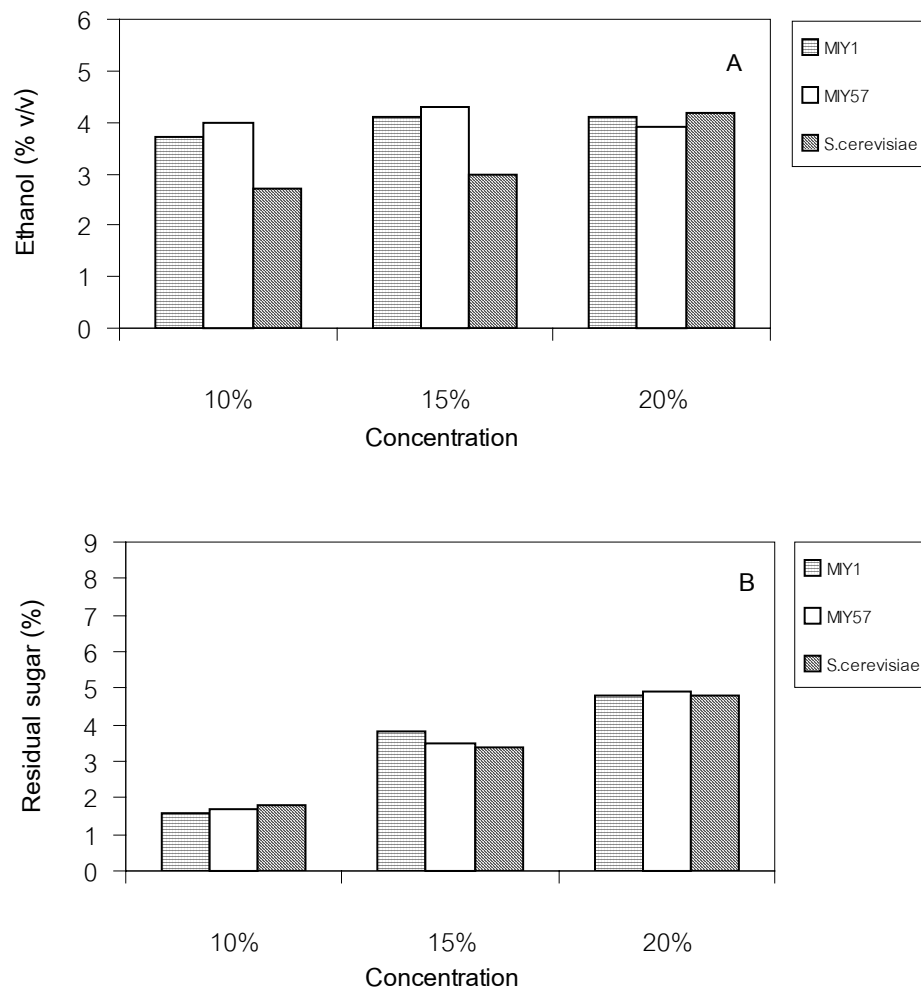 6
5
4
3
2
1
0
Ethanol (% v/v)
A
10% 15% 20%
Concentration
MIY1
MIY57
S.cerevisiae
9
8
7
6
5
4
3
2
1
0
Residual sugar (%)
B
10% 15% 20%
Concentration
MIY1
MIY57
S.cerevisiae